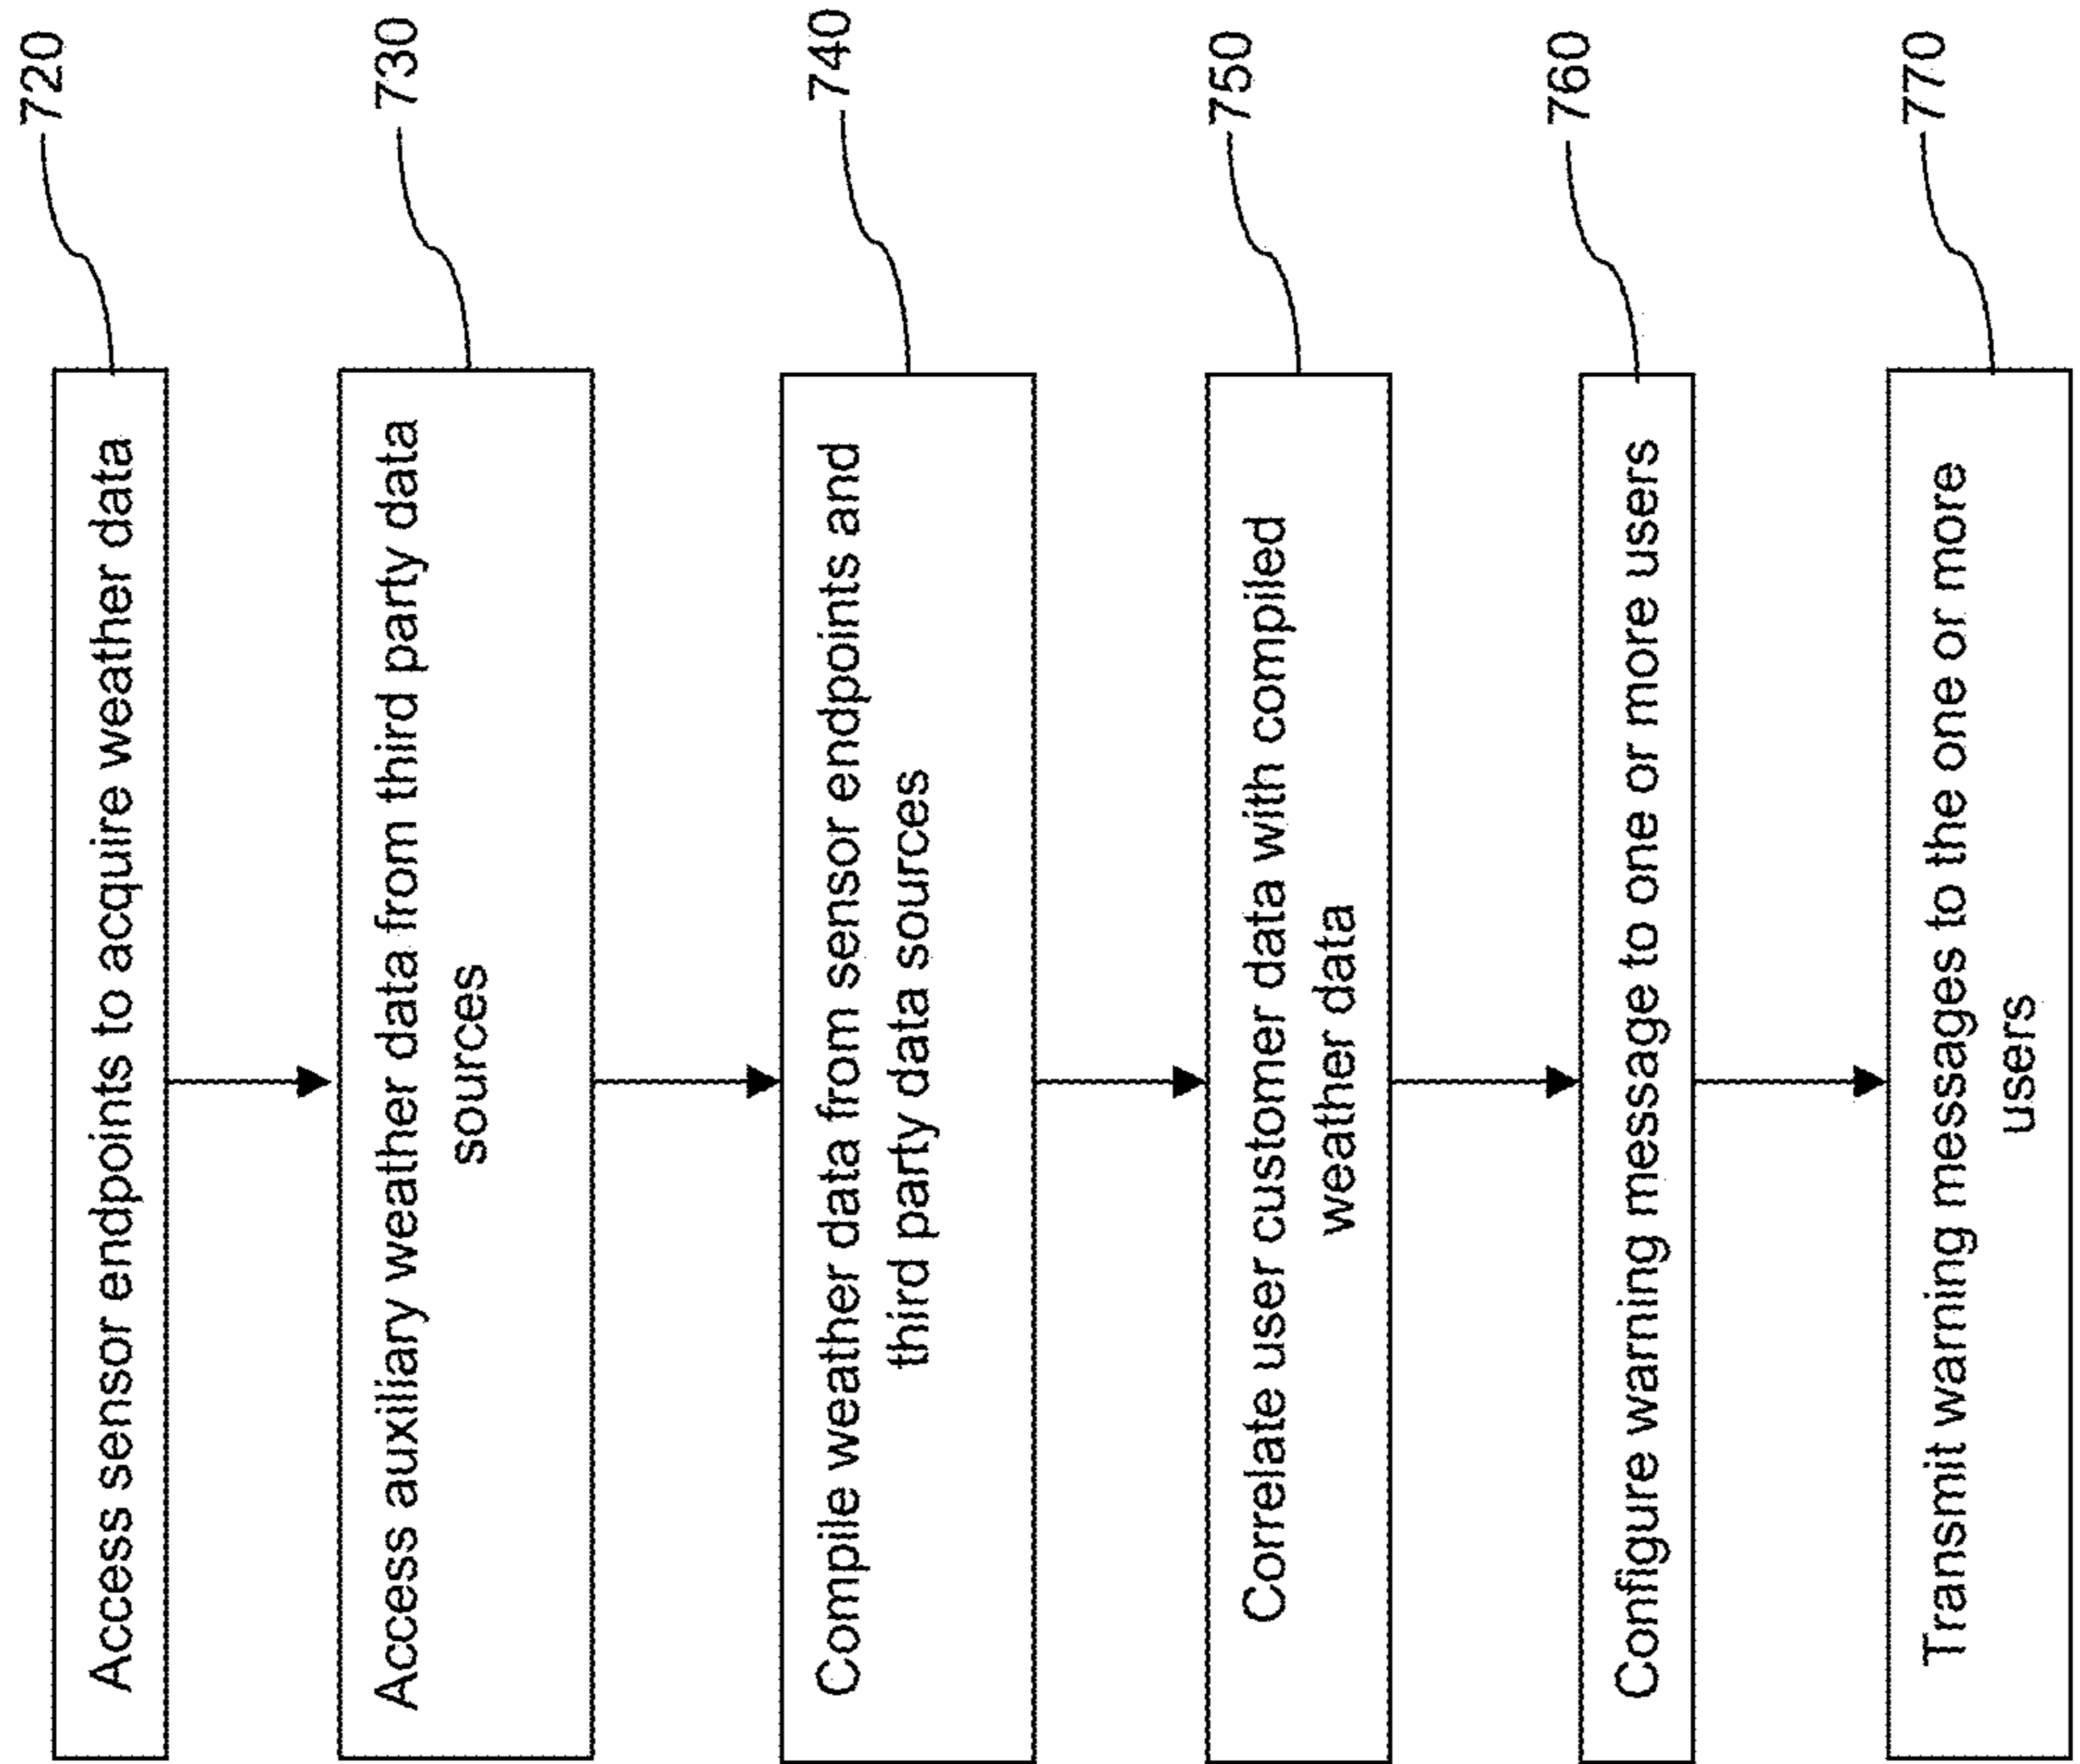 Access sensor endpoints to acquire weather data
720
Access auxiliary weather data from third party data
sources
730
Compile weather data from sensor endpoints and
third party data sources
740
Correlate user customer data with compiled
weather data
750
Configure warning message to one or more users
760
Transmit warning messages to the one or more
users
770